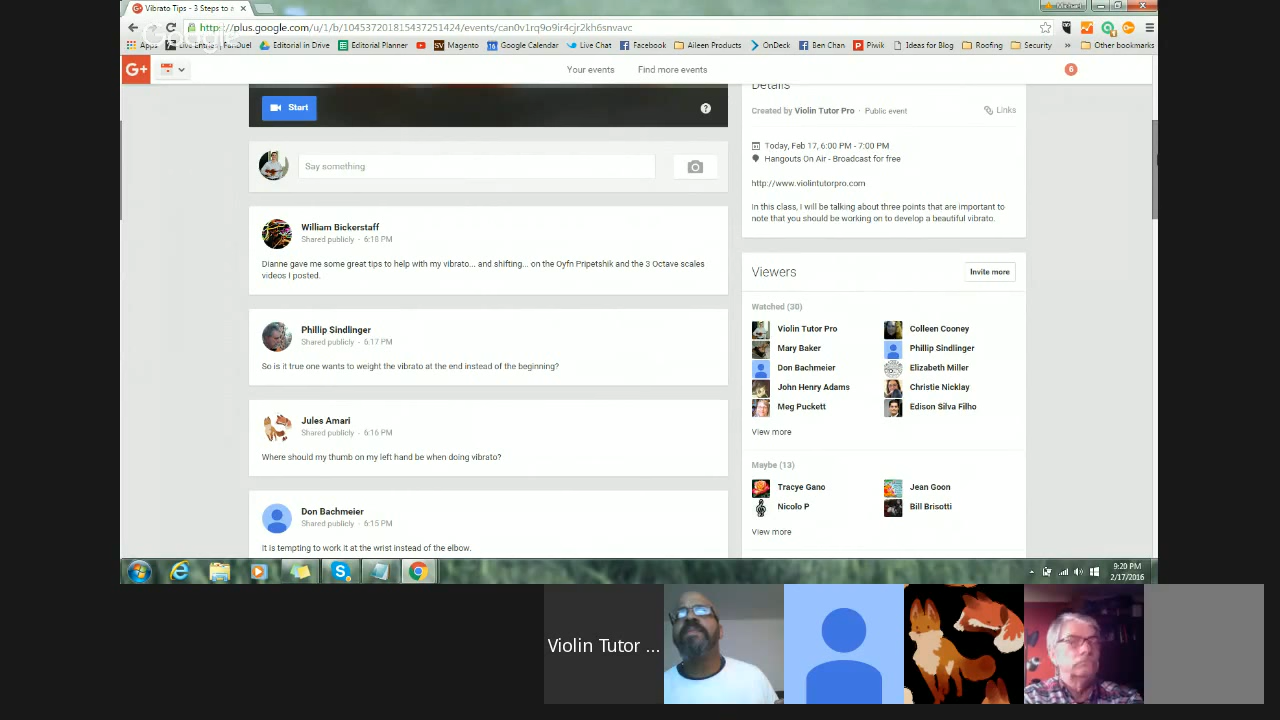 Vibrato Tips - 3 Steps to a
Michael
http://plus.google.com/u/1/b/104537201815437251424/events/can0v1rq9o9ir4cjr2kh6snvavc
Apps
Editorial in Drive
Editorial Planner
Magento
Google Calendar
Live Chat
Facebook
Aileen Products
OnDeck
Ben Chan
Piwik
Ideas for Blog
Roofing
Security
»
Other bookmarks
G+
Your events
Find more events
6
Start
?
Details
Created by Violin Tutor Pro · Public event
Links
Say something
Today, Feb 17, 6:00 PM - 7:00 PM
Hangouts On Air - Broadcast for free
http://www.violintutorpro.com
In this class, I will be talking about three points that are important to
note that you should be working on to develop a beautiful vibrato.
William Bickerstaff
Shared publicly · 6:18 PM
Dianne gave me some great tips to help with my vibrato... and shifting... on the Oyfn Pripetshik and the 3 Octave scales
videos I posted.
Phillip Sindlinger
Shared publicly · 6:17 PM
So is it true one wants to weight the vibrato at the end instead of the beginning?
Jules Amari
Shared publicly · 6:16 PM
Where should my thumb on my left hand be when doing vibrato?
Don Bachmeier
Shared publicly · 6:15 PM
It is tempting to work it at the wrist instead of the elbow.
Viewers
Invite more
Watched (30)
Violin Tutor Pro
Colleen Cooney
Mary Baker
Phillip Sindlinger
Don Bachmeier
Elizabeth Miller
John Henry Adams
Christie Nicklay
Meg Puckett
Edison Silva Filho
View more
Maybe (13)
Tracye Gano
Jean Goon
Nicolo P
Bill Brisotti
View more
9:20 PM
2/17/2016
Violin Tutor ...